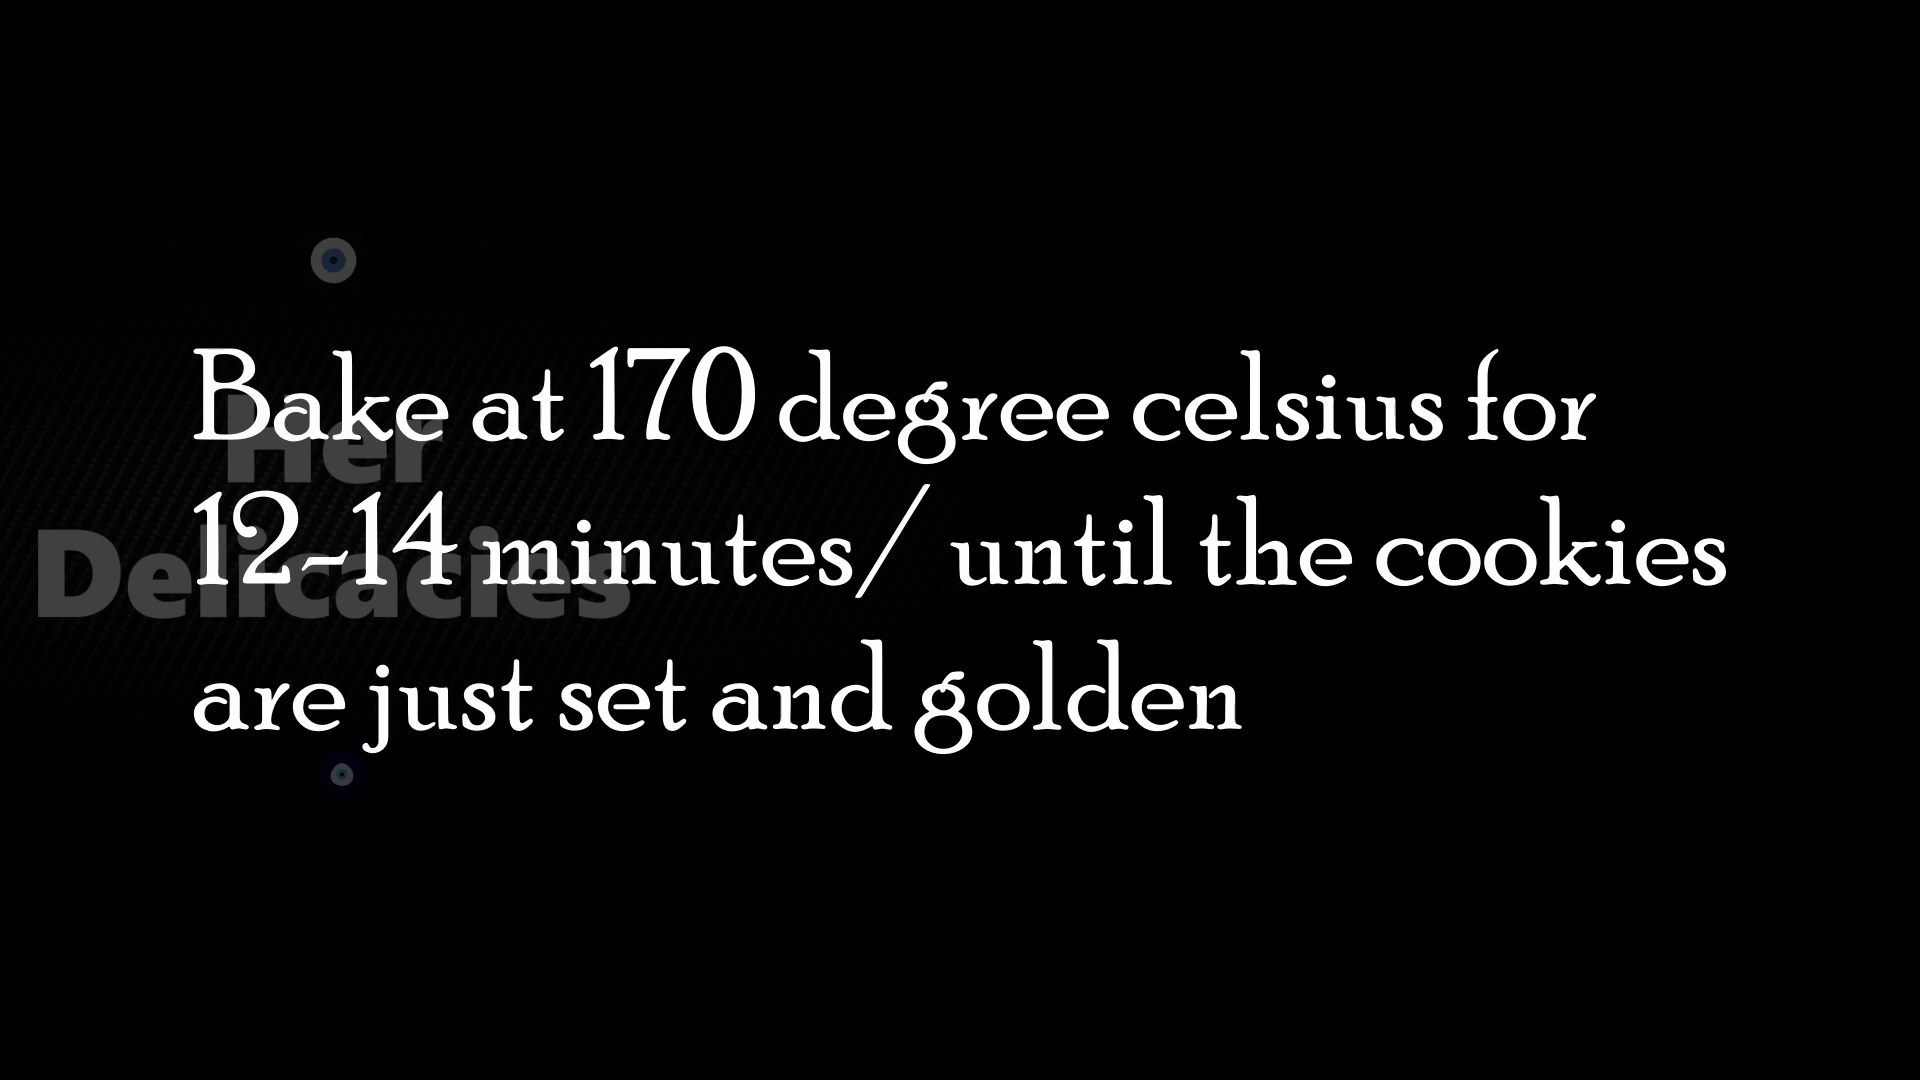 Bake at 170 degree celsius for
12-14 minutes/ until the cookies
are just set and golden
Her
Delicacies